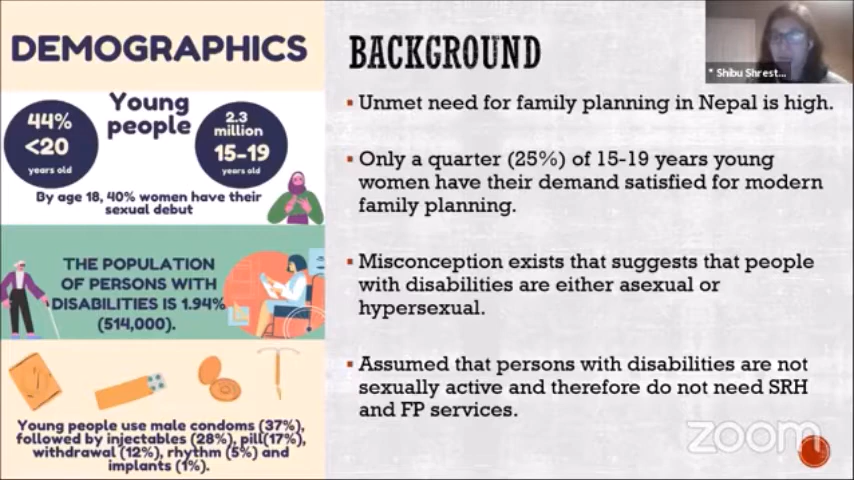 DEMOGRAPHICS
44%
<20
years old
Young
people
2.3
million
15-19
years old
By age 18, 40% women have their
sexual debut
THE POPULATION
OF PERSONS WITH
DISABILITIES IS 1.94%
(514,000).
Young people use male condoms (37%),
followed by injectables (28%), pill(17%),
withdrawal (12%), rhythm (5%) and
implants (1%).
BACKGROUND
▪ Unmet need for family planning in Nepal is high.
▪ Only a quarter (25%) of 15-19 years young
women have their demand satisfied for modern
family planning.
▪ Misconception exists that suggests that people
with disabilities are either asexual or
hypersexual.
▪ Assumed that persons with disabilities are not
sexually active and therefore do not need SRH
and FP services.
* Shibu Shrest...
zoom